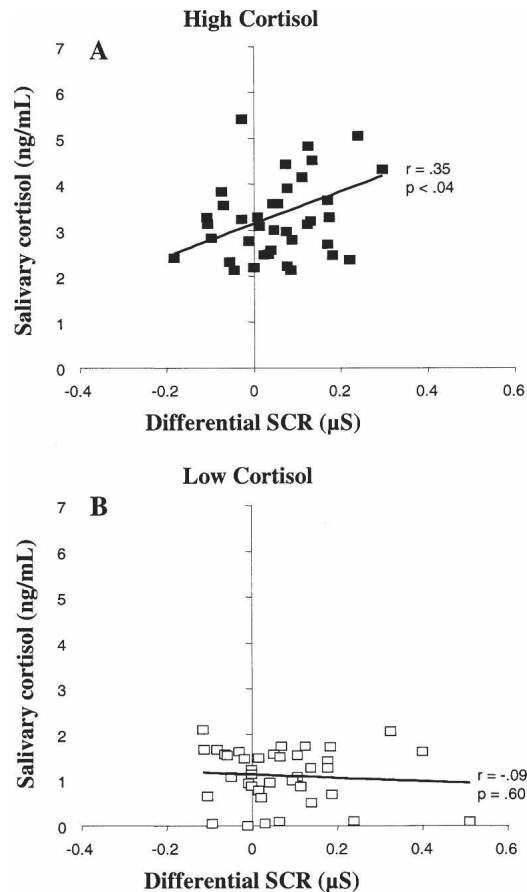 High Cortisol
A
Salivary cortisol (ng/mL)
7
6
5
4
3
2
1
0
r = .35
p < .04
-0.4
-0.2
0
0.2
0.4
0.6
Differential SCR (µS)
Low Cortisol
B
Salivary cortisol (ng/mL)
7
6
5
4
3
2
1
0
r = -.09
p = .60
-0.4
-0.2
0
0.2
0.4
0.6
Differential SCR (µS)